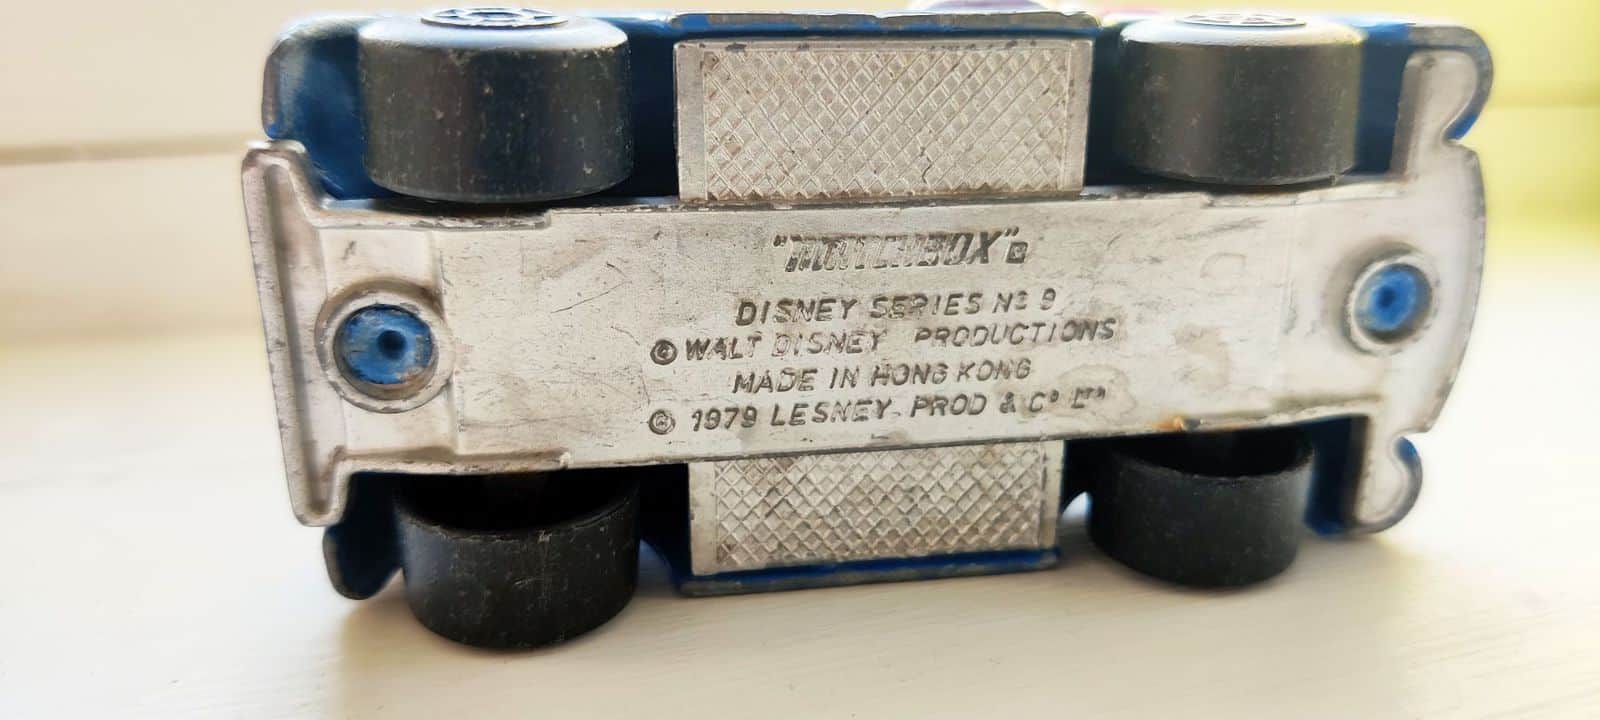 "MATCHBOX"®
DISNEY SERIES Nº 9
© WALT DISNEY PRODUCTIONS
MADE IN HONG KONG
© 1979 LESNEY. PROD & Cº Lᵀᴰ